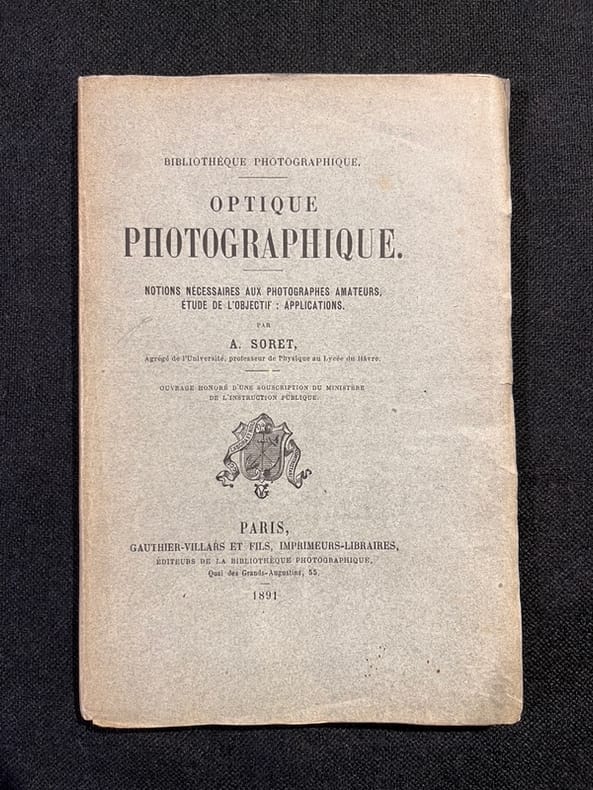 BIBLIOTHÈQUE PHOTOGRAPHIQUE.
OPTIQUE
PHOTOGRAPHIQUE.
NOTIONS NÉCESSAIRES AUX PHOTOGRAPHES AMATEURS,
ÉTUDE DE L'OBJECTIF : APPLICATIONS.
PAR
A. SORET,
Agrégé de l'Université, professeur de Physique au Lycée du Hâvre.
OUVRAGE HONORÉ D'UNE SOUSCRIPTION DU MINISTÈRE
DE L'INSTRUCTION PUBLIQUE.
PARIS,
GAUTHIER-VILLARS ET FILS, IMPRIMEURS-LIBRAIRES,
ÉDITEURS DE LA BIBLIOTHÈQUE PHOTOGRAPHIQUE,
Quai des Grands-Augustins, 55.
1891